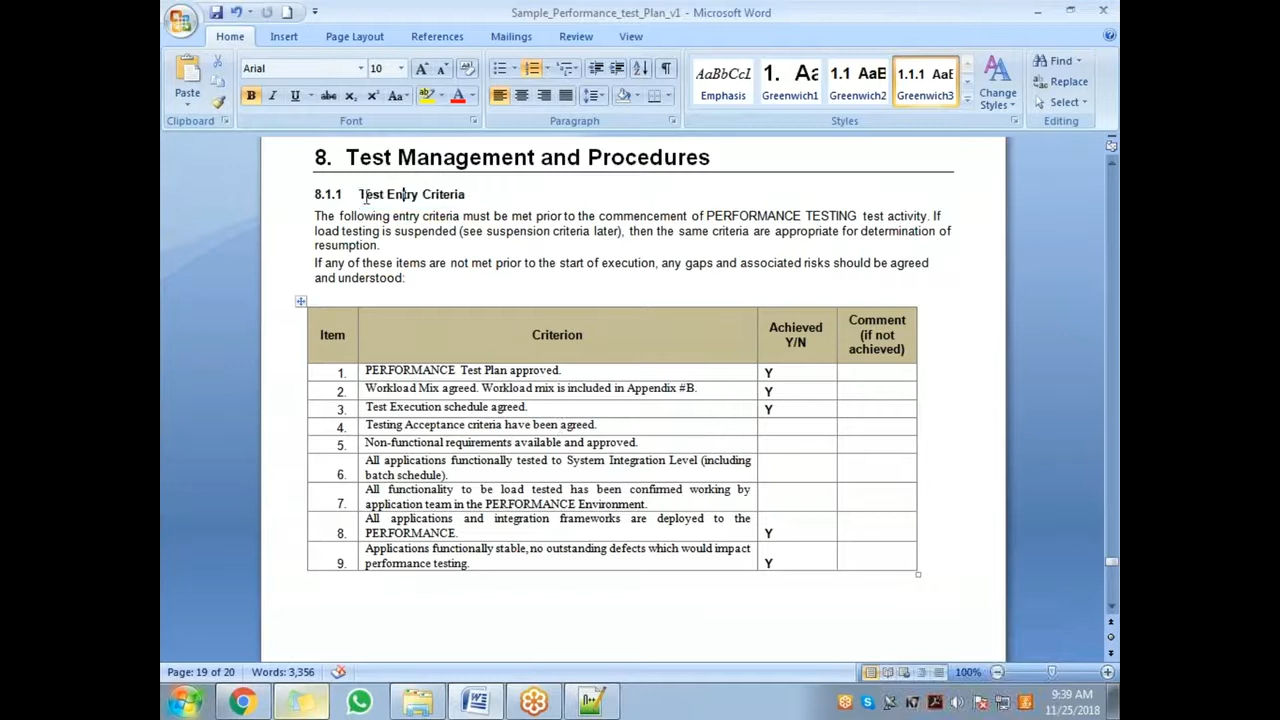 Sample_Performance_test_Plan_v1 - Microsoft Word
Home Insert Page Layout References Mailings Review View
Arial 10
Paste
B I U abc x₂ x² Aa
AaBbCcI 1. Aa 1.1 AaB 1.1.1 AaB
Emphasis Greenwich1 Greenwich2 Greenwich3
Change Styles
Find
Replace
Select
Clipboard Font Paragraph Styles Editing
8. Test Management and Procedures
8.1.1 Test Entry Criteria
The following entry criteria must be met prior to the commencement of PERFORMANCE TESTING test activity. If
load testing is suspended (see suspension criteria later), then the same criteria are appropriate for determination of
resumption.
If any of these items are not met prior to the start of execution, any gaps and associated risks should be agreed
and understood:
Item Criterion Achieved Y/N Comment (if not achieved)
1. PERFORMANCE Test Plan approved. Y
2. Workload Mix agreed. Workload mix is included in Appendix #B. Y
3. Test Execution schedule agreed. Y
4. Testing Acceptance criteria have been agreed.
5. Non-functional requirements available and approved.
All applications functionally tested to System Integration Level (including
6. batch schedule).
All functionality to be load tested has been confirmed working by
7. application team in the PERFORMANCE Environment.
All applications and integration frameworks are deployed to the
8. PERFORMANCE. Y
Applications functionally stable, no outstanding defects which would impact
9. performance testing. Y
Page: 19 of 20 Words: 3,356 100%
9:39 AM
11/25/2018